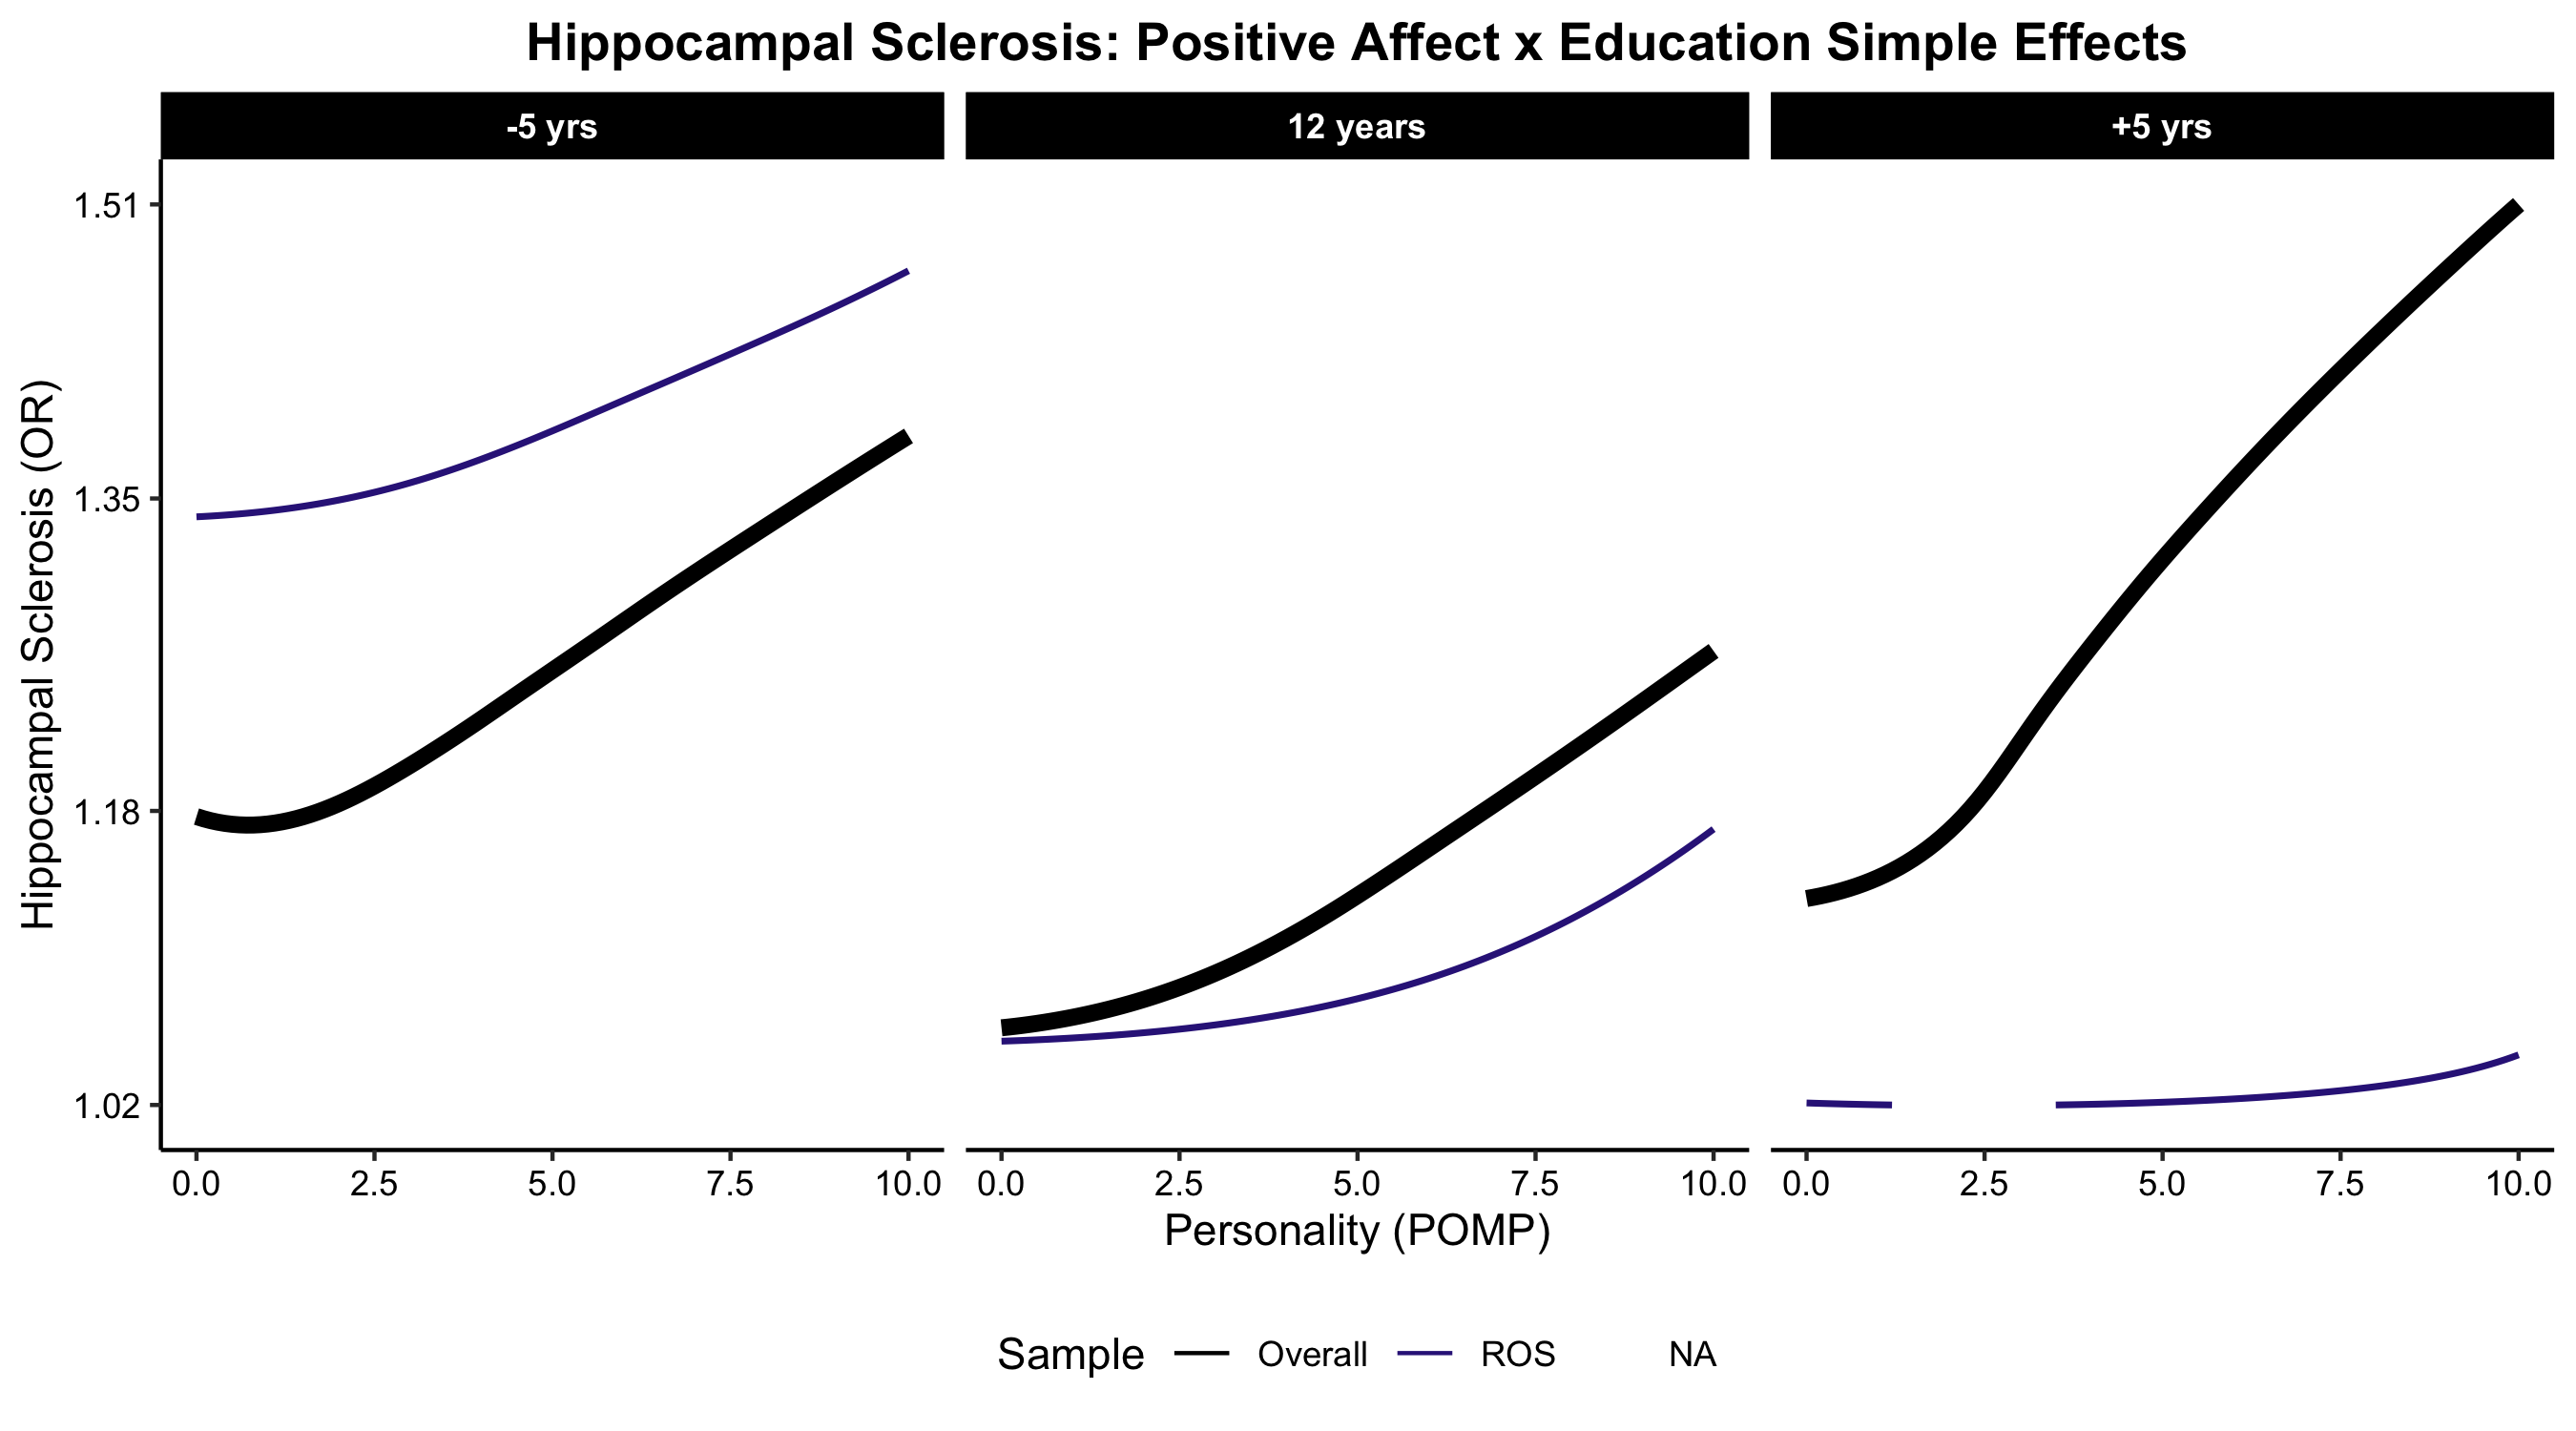 Hippocampal Sclerosis: Positive Affect x Education Simple Effects
-5 yrs
12 years
+5 yrs
Hippocampal Sclerosis (OR)
1.51
1.35
1.18
1.02
0.0 2.5 5.0 7.5 10.0
0.0 2.5 5.0 7.5 10.0
0.0 2.5 5.0 7.5 10.0
Personality (POMP)
Sample Overall ROS NA